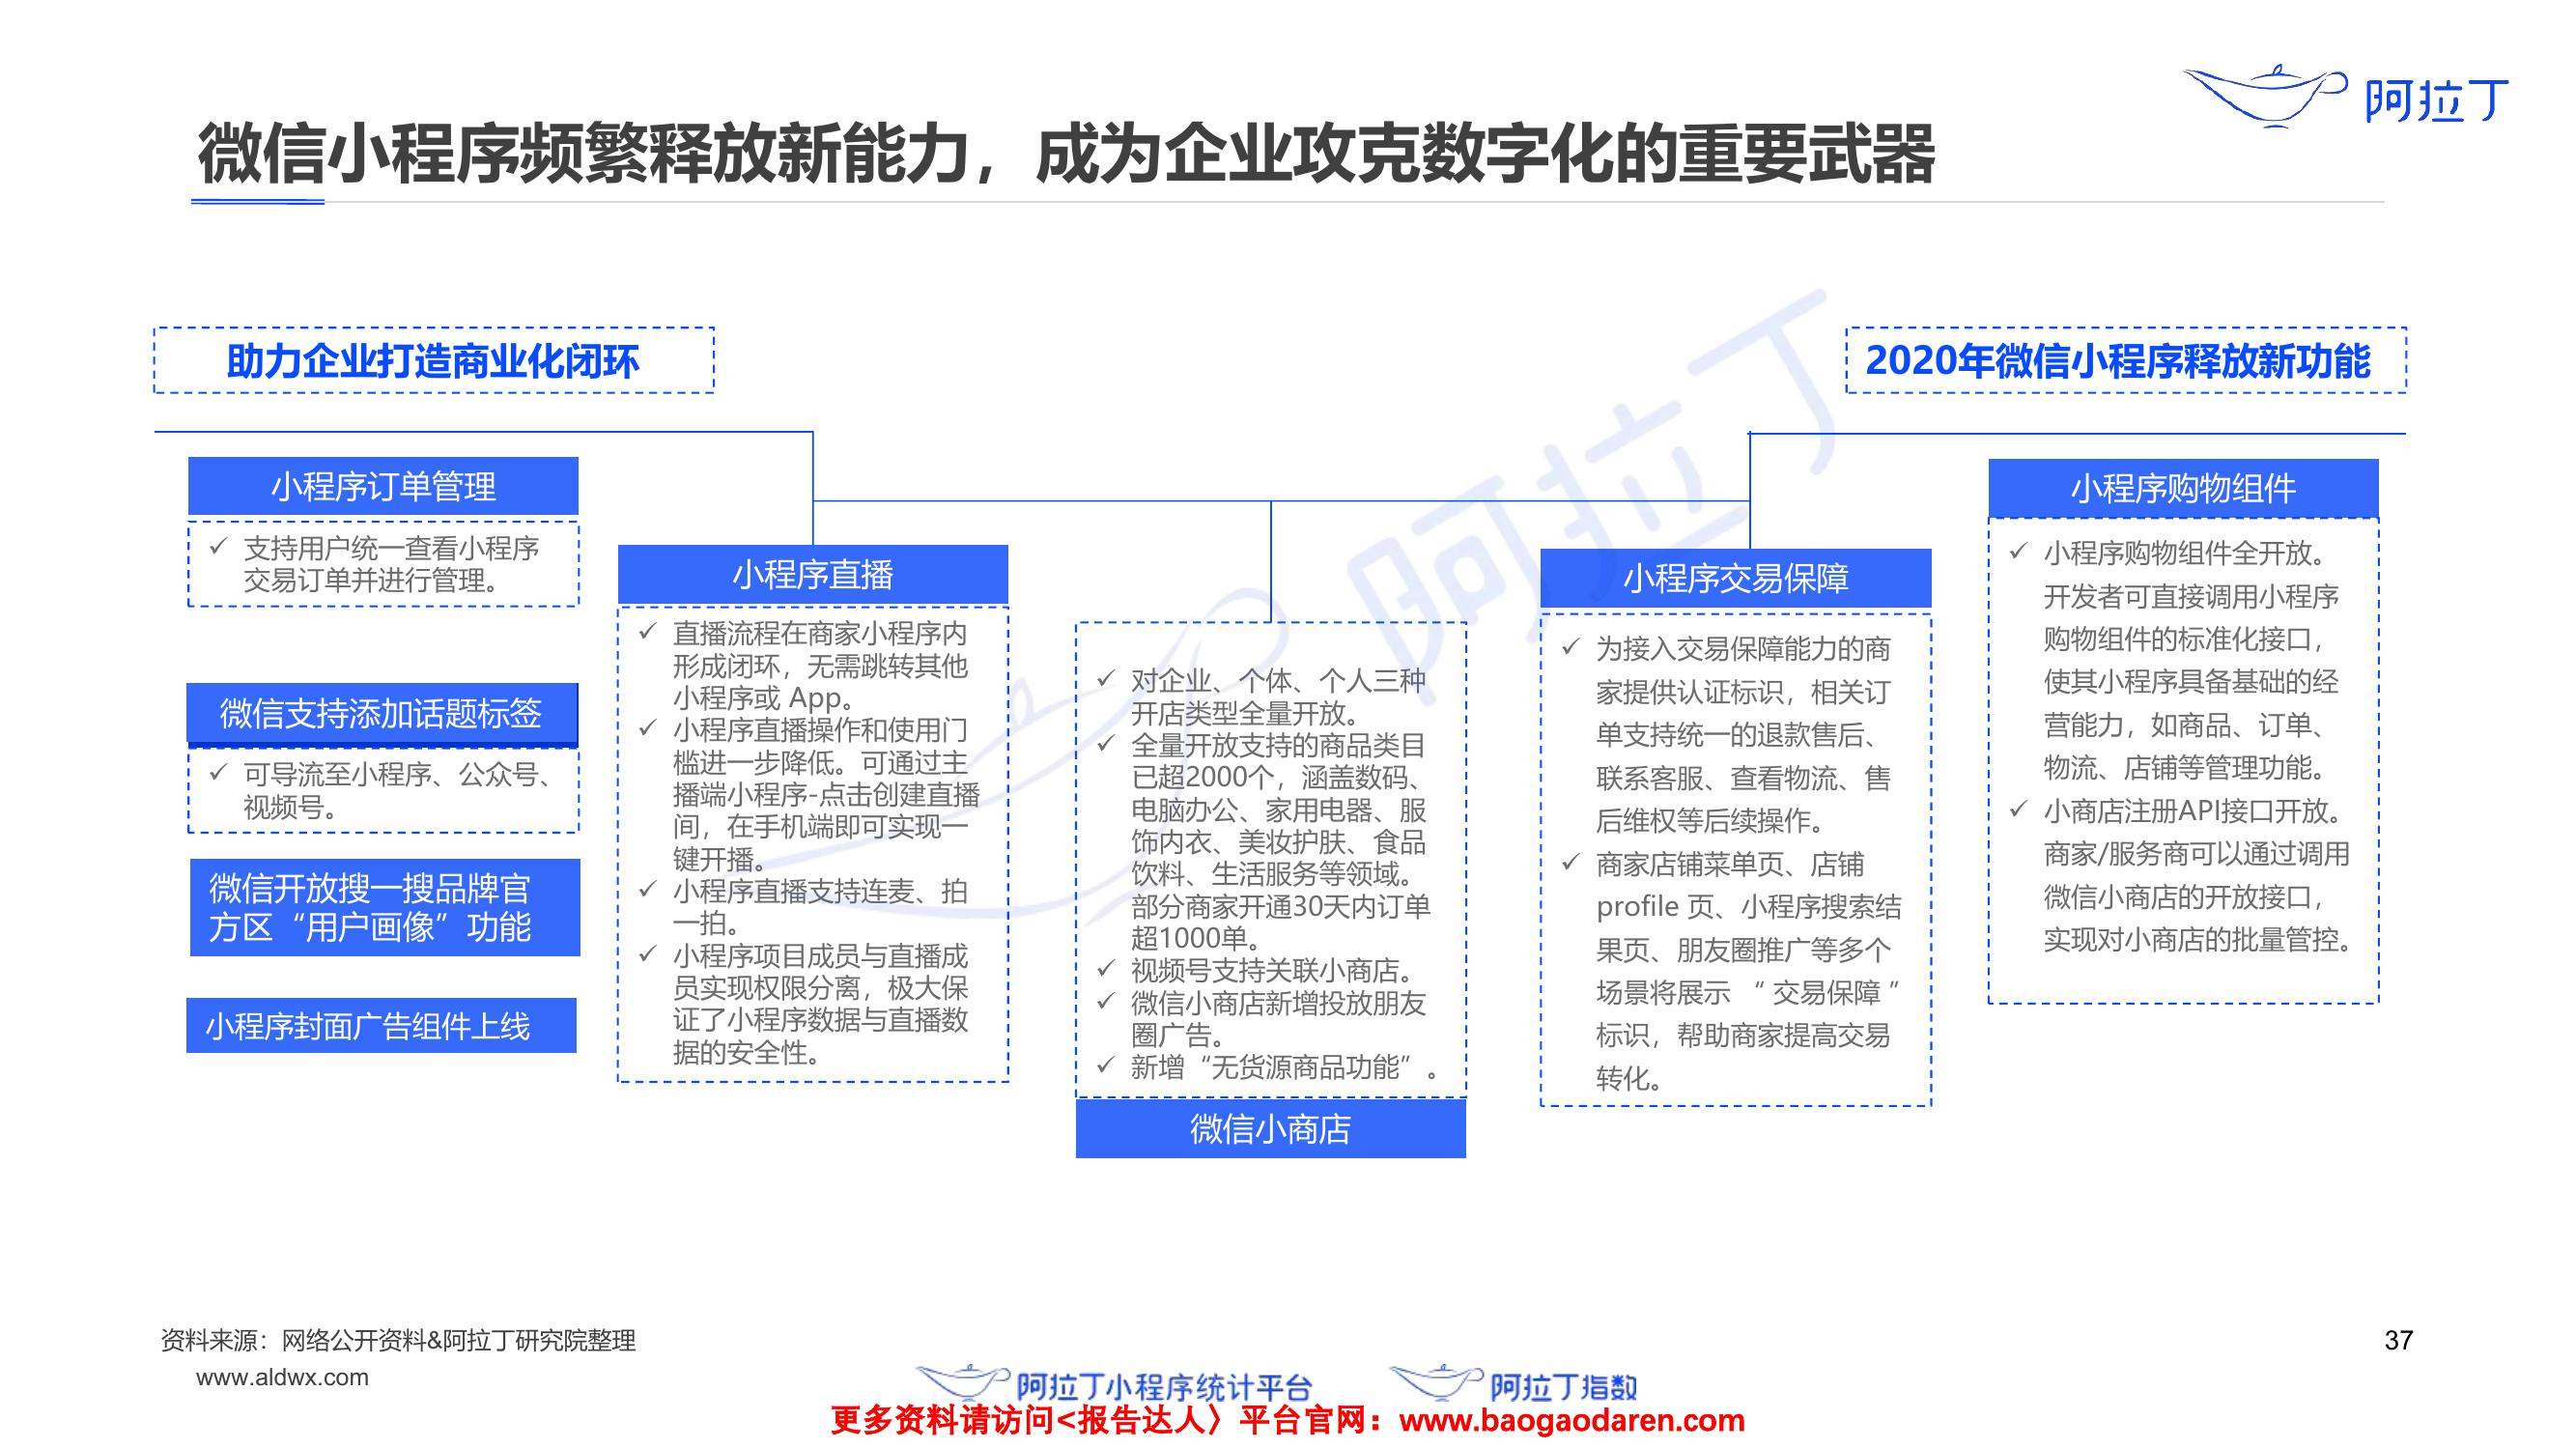 阿拉丁
微信小程序频繁释放新能力，成为企业攻克数字化的重要武器
助力企业打造商业化闭环
2020年微信小程序释放新功能
小程序订单管理
✓ 支持用户统一查看小程序
交易订单并进行管理。
微信支持添加话题标签
✓ 可导流至小程序、公众号、
视频号。
微信开放搜一搜品牌官
方区“用户画像”功能
小程序封面广告组件上线
小程序直播
✓ 直播流程在商家小程序内
形成闭环，无需跳转其他
小程序或 App。
✓ 小程序直播操作和使用门
槛进一步降低。可通过主
播端小程序-点击创建直播
间，在手机端即可实现一
键开播。
✓ 小程序直播支持连麦、拍
一拍。
✓ 小程序项目成员与直播成
员实现权限分离，极大保
证了小程序数据与直播数
据的安全性。
✓ 对企业、个体、个人三种
开店类型全量开放。
✓ 全量开放支持的商品类目
已超2000个，涵盖数码、
电脑办公、家用电器、服
饰内衣、美妆护肤、食品
饮料、生活服务等领域。
部分商家开通30天内订单
超1000单。
✓ 视频号支持关联小商店。
✓ 微信小商店新增投放朋友
圈广告。
✓ 新增“无货源商品功能”。
微信小商店
小程序交易保障
✓ 为接入交易保障能力的商
家提供认证标识，相关订
单支持统一的退款售后、
联系客服、查看物流、售
后维权等后续操作。
✓ 商家店铺菜单页、店铺
profile 页、小程序搜索结
果页、朋友圈推广等多个
场景将展示 “ 交易保障 ”
标识，帮助商家提高交易
转化。
小程序购物组件
✓ 小程序购物组件全开放。
开发者可直接调用小程序
购物组件的标准化接口，
使其小程序具备基础的经
营能力，如商品、订单、
物流、店铺等管理功能。
✓ 小商店注册API接口开放。
商家/服务商可以通过调用
微信小商店的开放接口，
实现对小商店的批量管控。
阿拉丁
资料来源：网络公开资料&阿拉丁研究院整理
37
www.aldwx.com
阿拉丁小程序统计平台
阿拉丁指数
更多资料请访问<报告达人〉平台官网：www.baogaodaren.com